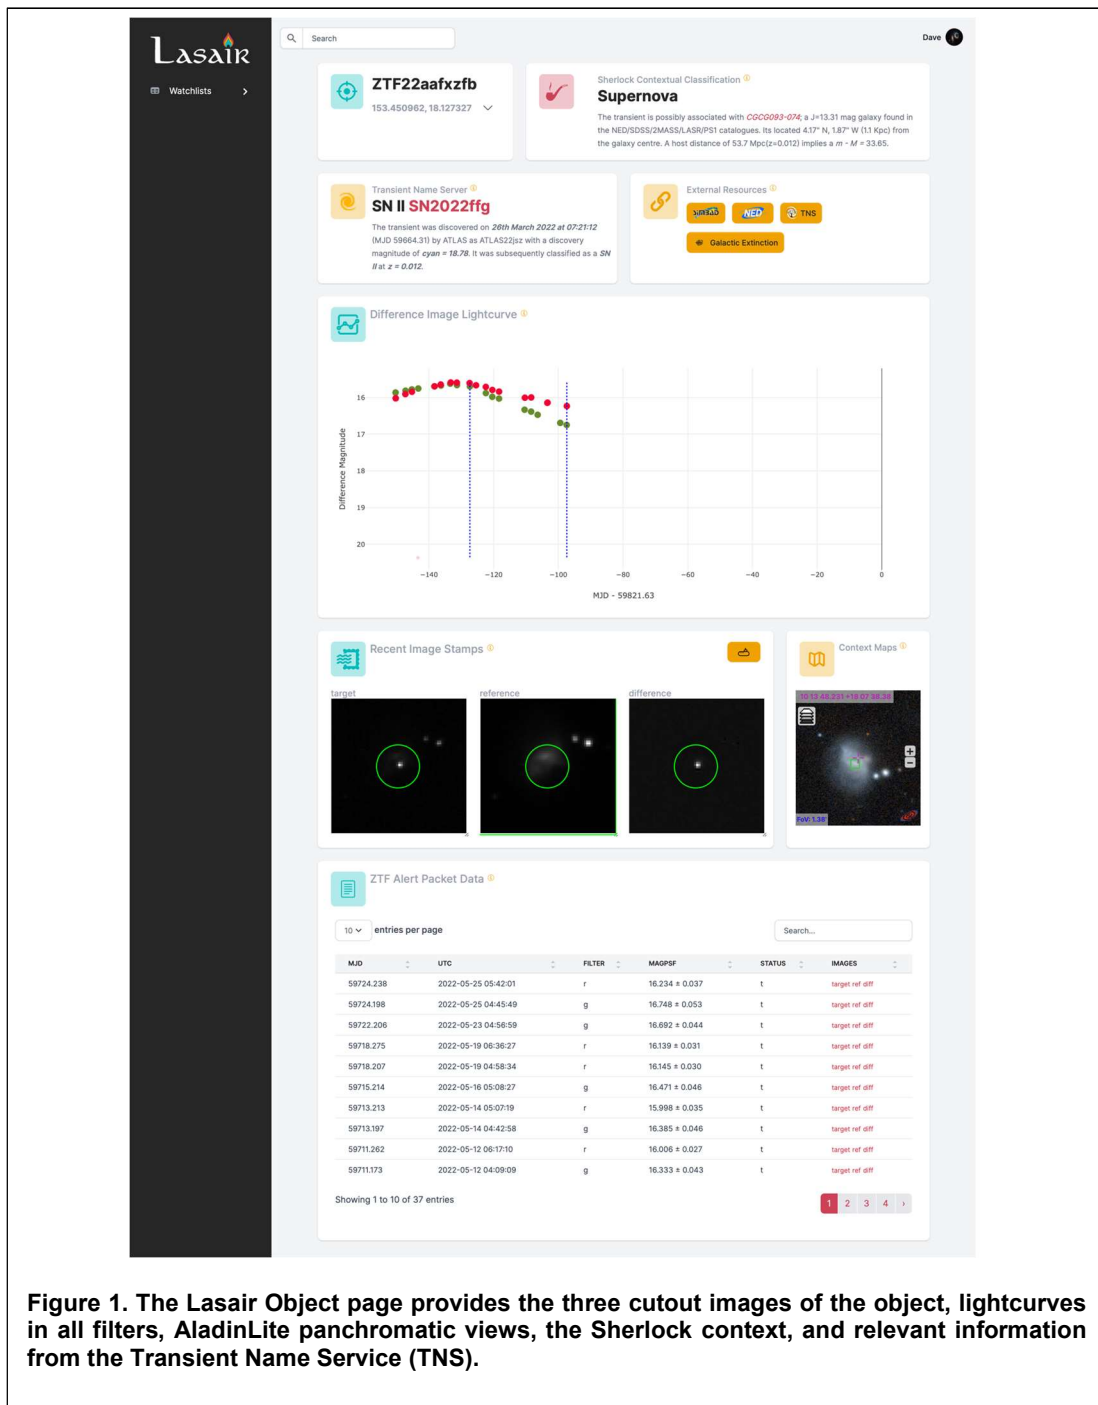 LASAIR
Search
Dave
Watchlists
ZTF22aafxzfb
153.450962, 18.127327
Sherlock Contextual Classification
Supernova
The transient is possibly associated with CGCG093-074; a J=13.31 mag galaxy found in
the NED/SDSS/2MASS/LASR/PS1 catalogues. Its located 4.17" N, 1.87" W (1.1 Kpc) from
the galaxy centre. A host distance of 53.7 Mpc(z=0.012) implies a m - M = 33.65.
Transient Name Server
SN II SN2022ffg
The transient was discovered on 26th March 2022 at 07:21:12
(MJD 59664.31) by ATLAS as ATLAS22jsz with a discovery
magnitude of cyan = 18.78. It was subsequently classified as a SN
II at z = 0.012.
External Resources
SIMBAD NED TNS
Galactic Extinction
Difference Image Lightcurve
Difference Magnitude
16
17
18
19
20
−140 −120 −100 −80 −60 −40 −20 0
MJD - 59821.63
Recent Image Stamps
target reference difference
Context Maps
10 13 48.231 +18 07 38.38
+
−
FoV: 1.38'
ZTF Alert Packet Data
10 entries per page
Search...
MJD UTC FILTER MAGPSF STATUS IMAGES
59724.238 2022-05-25 05:42:01 r 16.234 ± 0.037 t target ref diff
59724.198 2022-05-25 04:45:49 g 16.748 ± 0.053 t target ref diff
59722.206 2022-05-23 04:56:59 g 16.692 ± 0.044 t target ref diff
59718.275 2022-05-19 06:36:27 r 16.139 ± 0.031 t target ref diff
59718.207 2022-05-19 04:58:34 r 16.145 ± 0.030 t target ref diff
59715.214 2022-05-16 05:08:27 g 16.471 ± 0.046 t target ref diff
59713.213 2022-05-14 05:07:19 r 15.998 ± 0.035 t target ref diff
59713.197 2022-05-14 04:42:58 g 16.385 ± 0.046 t target ref diff
59711.262 2022-05-12 06:17:10 r 16.006 ± 0.027 t target ref diff
59711.173 2022-05-12 04:09:09 g 16.333 ± 0.043 t target ref diff
Showing 1 to 10 of 37 entries
1 2 3 4 ›
Figure 1. The Lasair Object page provides the three cutout images of the object, lightcurves
in all filters, AladinLite panchromatic views, the Sherlock context, and relevant information
from the Transient Name Service (TNS).